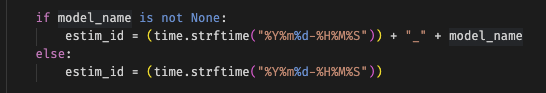 if model_name is not None:
    estim_id = (time.strftime("%Y%m%d-%H%M%S")) + "_" + model_name
else:
    estim_id = (time.strftime("%Y%m%d-%H%M%S"))